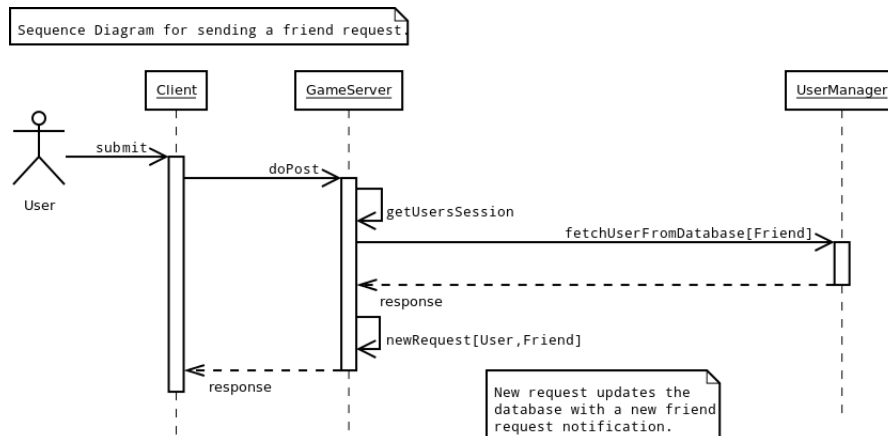 Sequence Diagram for sending a friend request.
Client
GameServer
UserManager
submit
User
doPost
getUsersSession
fetchUserFromDatabase[Friend]
response
newRequest[User,Friend]
response
New request updates the
database with a new friend
request notification.